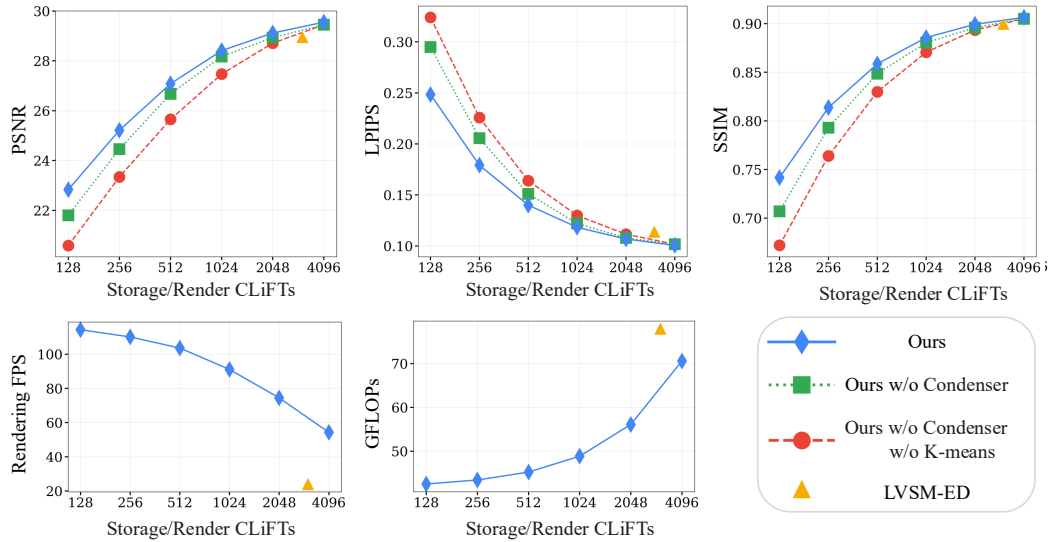 PSNR
30
28
26
24
22
128 256 512 1024 2048 4096
Storage/Render CLiFTs
LPIPS
0.30
0.25
0.20
0.15
0.10
128 256 512 1024 2048 4096
Storage/Render CLiFTs
SSIM
0.90
0.85
0.80
0.75
0.70
128 256 512 1024 2048 4096
Storage/Render CLiFTs
Rendering FPS
100
80
60
40
20
128 256 512 1024 2048 4096
Storage/Render CLiFTs
GFLOPs
70
60
50
128 256 512 1024 2048 4096
Storage/Render CLiFTs
Ours
Ours w/o Condenser
Ours w/o Condenser
w/o K-means
LVSM-ED